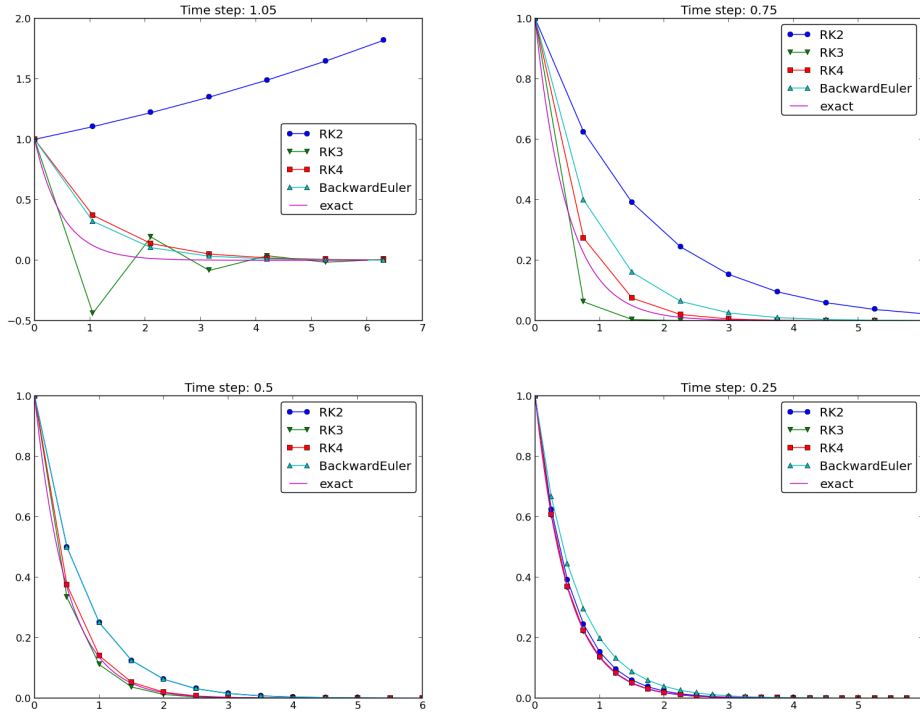 Time step: 1.05
2.0
1.5
1.0
0.5
0.0
−0.5
0 1 2 3 4 5 6 7
RK2
RK3
RK4
BackwardEuler
exact
Time step: 0.75
1.0
0.8
0.6
0.4
0.2
0.0
0 1 2 3 4 5
RK2
RK3
RK4
BackwardEuler
exact
Time step: 0.5
1.0
0.8
0.6
0.4
0.2
0.0
0 1 2 3 4 5 6
RK2
RK3
RK4
BackwardEuler
exact
Time step: 0.25
1.0
0.8
0.6
0.4
0.2
0.0
0 1 2 3 4 5
RK2
RK3
RK4
BackwardEuler
exact